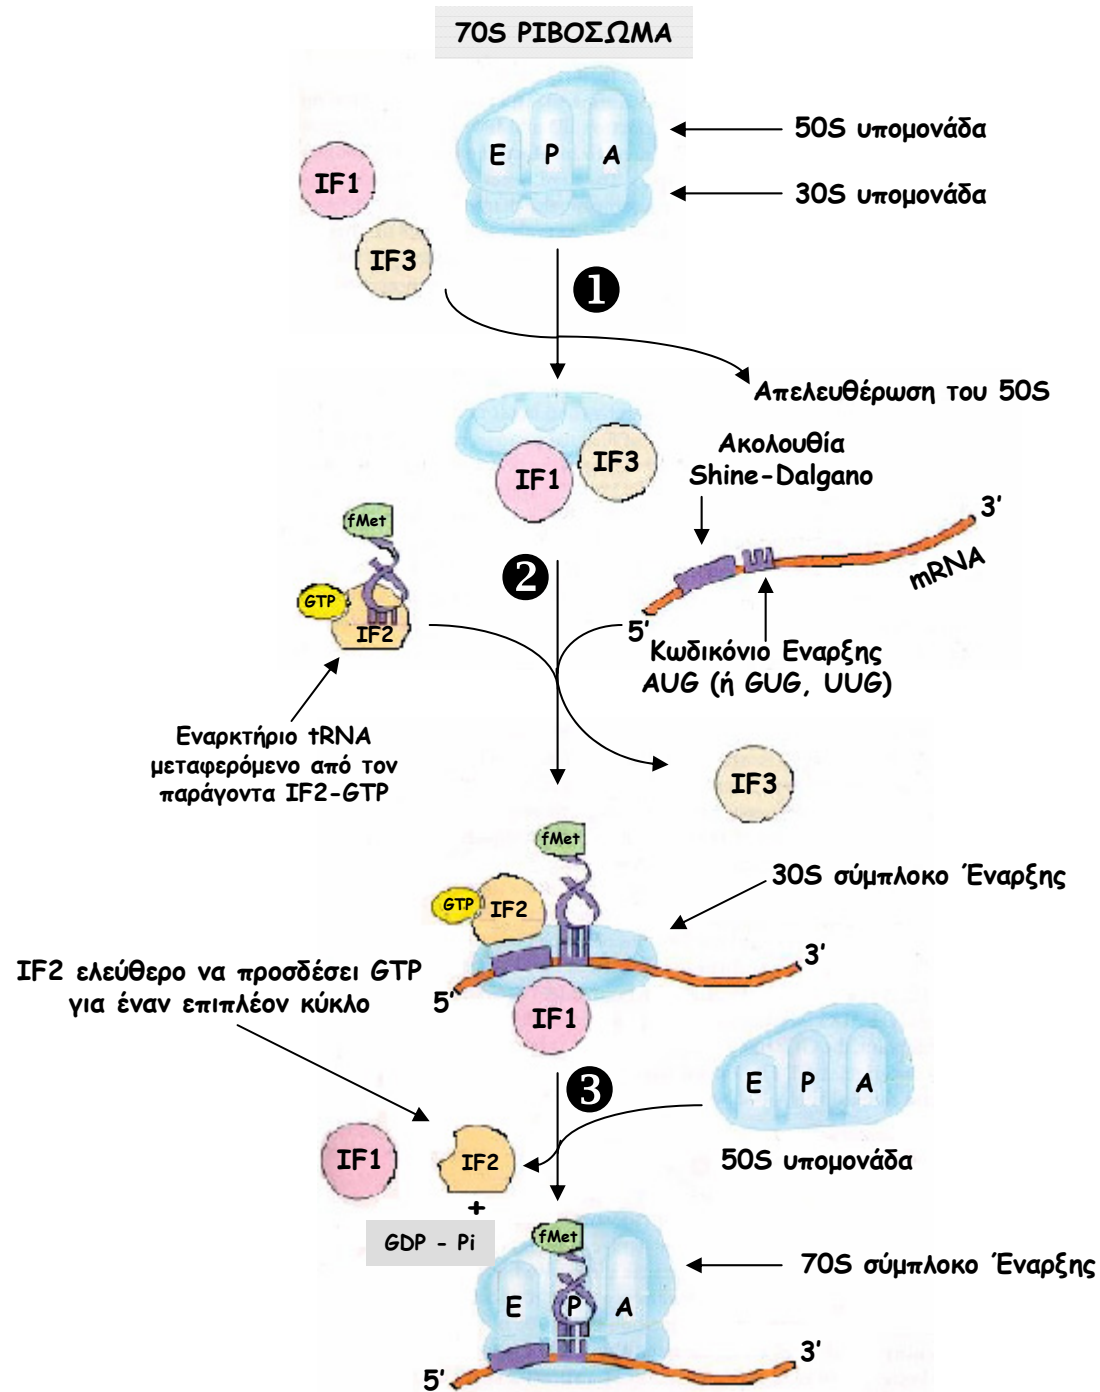 70S ΡΙΒΟΣΩΜΑ
50S υπομονάδα
E P A
IF1
30S υπομονάδα
IF3
1
Απελευθέρωση του 50S
Ακολουθία
Shine-Dalgano
IF1
IF3
3'
fMet
mRNA
2
GTP
IF2
5'
Κωδικόνιο Εναρξης
AUG (ή GUG, UUG)
Εναρκτήριο tRNA
μεταφερόμενο από τον
παράγοντα IF2-GTP
IF3
fMet
30S σύμπλοκο Έναρξης
GTP
IF2
3'
IF2 ελεύθερο να προσδέσει GTP
για έναν επιπλέον κύκλο
5'
IF1
E P A
3
50S υπομονάδα
IF1
IF2
+
GDP - Pi
fMet
70S σύμπλοκο Έναρξης
E P A
3'
5'